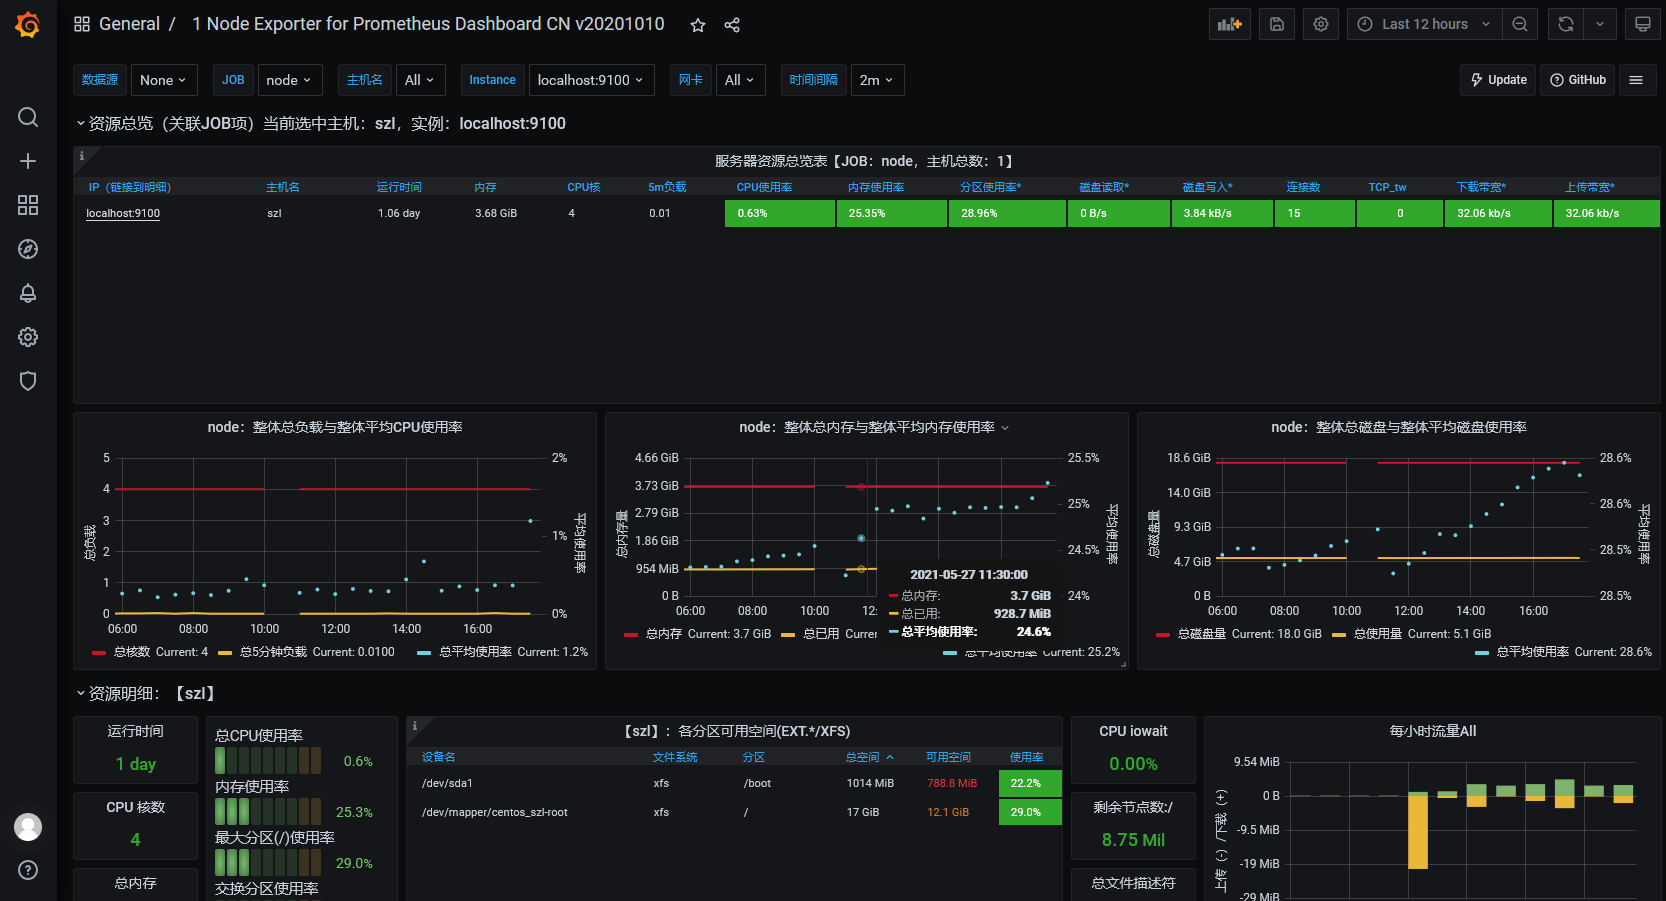 General / 1 Node Exporter for Prometheus Dashboard CN v20201010
Last 12 hours
数据源 None JOB node 主机名 All Instance localhost:9100 网卡 All 时间间隔 2m Update GitHub
资源总览（关联JOB项）当前选中主机：szl，实例：localhost:9100
服务器资源总览表【JOB：node，主机总数：1】
IP（链接到明细） 主机名 运行时间 内存 CPU核 5m负载 CPU使用率 内存使用率 分区使用率* 磁盘读取* 磁盘写入* 连接数 TCP_tw 下载带宽* 上传带宽*
localhost:9100 szl 1.06 day 3.68 GiB 4 0.01 0.63% 25.35% 28.96% 0 B/s 3.84 kB/s 15 0 32.06 kb/s 32.06 kb/s
node：整体总负载与整体平均CPU使用率
5
4
3
2
1
0
总负载
2%
1%
0%
平均使用率
06:00 08:00 10:00 12:00 14:00 16:00
总核数 Current: 4 总5分钟负载 Current: 0.0100 总平均使用率 Current: 1.2%
node：整体总内存与整体平均内存使用率
4.66 GiB
3.73 GiB
2.79 GiB
1.86 GiB
954 MiB
0 B
总内存量
25.5%
25%
24.5%
24%
平均使用率
06:00 08:00 10:00 12:
2021-05-27 11:30:00
总内存: 3.7 GiB
总已用: 928.7 MiB
总平均使用率: 24.6%
总内存 Current: 3.7 GiB 总已用 Curre
总平均使用率 Current: 25.2%
node：整体总磁盘与整体平均磁盘使用率
18.6 GiB
14.0 GiB
9.3 GiB
4.7 GiB
0 B
总磁盘量
28.6%
28.6%
28.5%
28.5%
平均使用率
06:00 08:00 10:00 12:00 14:00 16:00
总磁盘量 Current: 18.0 GiB 总使用量 Current: 5.1 GiB
总平均使用率 Current: 28.6%
资源明细：【szl】
运行时间
1 day
CPU 核数
4
总内存
总CPU使用率
0.6%
内存使用率
25.3%
最大分区(/)使用率
29.0%
交换分区使用率
【szl】：各分区可用空间(EXT.*/XFS)
设备名 文件系统 分区 总空间 可用空间 使用率
/dev/sda1 xfs /boot 1014 MiB 788.8 MiB 22.2%
/dev/mapper/centos_szl-root xfs / 17 GiB 12.1 GiB 29.0%
CPU iowait
0.00%
剩余节点数:/
8.75 Mil
总文件描述符
每小时流量All
9.54 MiB
0 B
-9.5 MiB
-19 MiB
-29 MiB
上传（-）/下载（+）